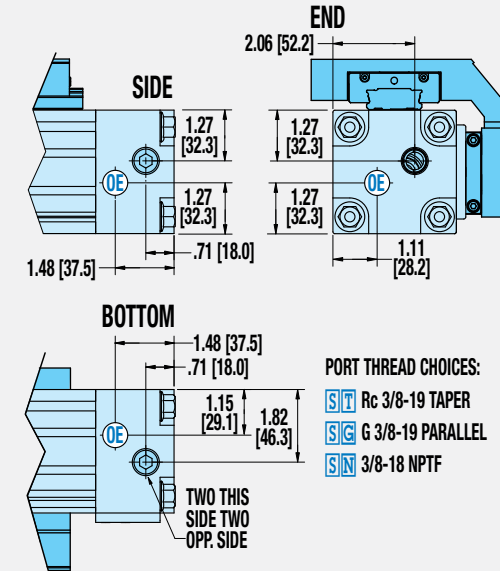 END
2.06 [52.2]
SIDE
1.27
[32.3]
1.27
[32.3]
OE
1.27
[32.3]
.71 [18.0]
1.48 [37.5]
OE
1.27
[32.3]
1.11
[28.2]
BOTTOM
1.48 [37.5]
.71 [18.0]
1.15
[29.1]
1.82
[46.3]
OE
TWO THIS
SIDE TWO
OPP. SIDE
PORT THREAD CHOICES:
ST Rc 3/8-19 TAPER
SG G 3/8-19 PARALLEL
SN 3/8-18 NPTF